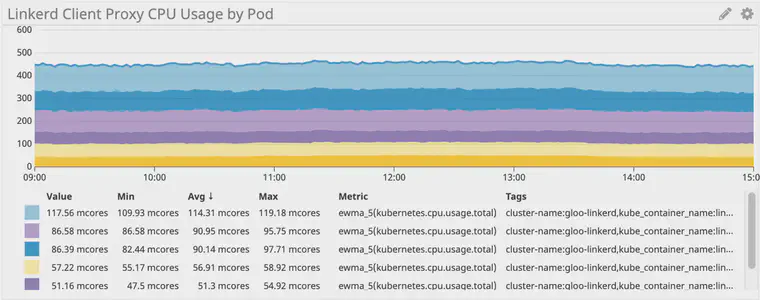 Linkerd Client Proxy CPU Usage by Pod
600
500
400
300
200
100
0
09:00 10:00 11:00 12:00 13:00 14:00 15:0
Value Min Avg ↓ Max Metric Tags
117.56 mcores 109.93 mcores 114.31 mcores 119.18 mcores ewma_5(kubernetes.cpu.usage.total) cluster-name:gloo-linkerd,kube_container_name:lin...
86.58 mcores 86.58 mcores 90.95 mcores 95.75 mcores ewma_5(kubernetes.cpu.usage.total) cluster-name:gloo-linkerd,kube_container_name:lin...
86.39 mcores 82.44 mcores 90.14 mcores 97.71 mcores ewma_5(kubernetes.cpu.usage.total) cluster-name:gloo-linkerd,kube_container_name:lin...
57.22 mcores 55.17 mcores 56.91 mcores 58.92 mcores ewma_5(kubernetes.cpu.usage.total) cluster-name:gloo-linkerd,kube_container_name:lin...
51.16 mcores 47.5 mcores 51.3 mcores 54.92 mcores ewma_5(kubernetes.cpu.usage.total) cluster-name:gloo-linkerd,kube_container_name:lin...